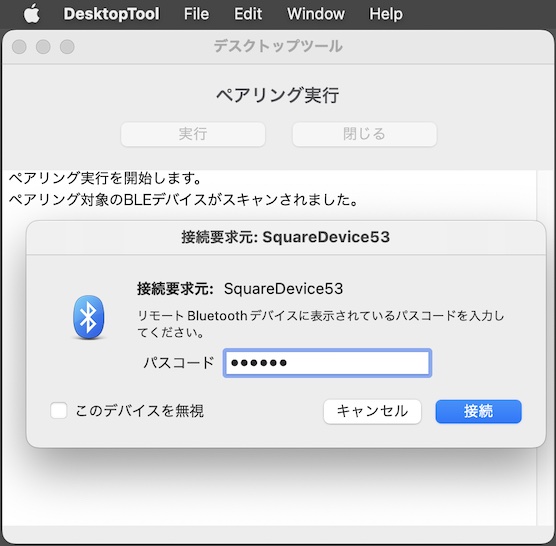 DesktopTool File Edit Window Help
デスクトップツール
ペアリング実行
実行 閉じる
ペアリング実行を開始します。
ペアリング対象のBLEデバイスがスキャンされました。
接続要求元: SquareDevice53
接続要求元: SquareDevice53
リモート Bluetooth デバイスに表示されているパスコードを入力し
てください。
パスコード ••••••
このデバイスを無視 キャンセル 接続